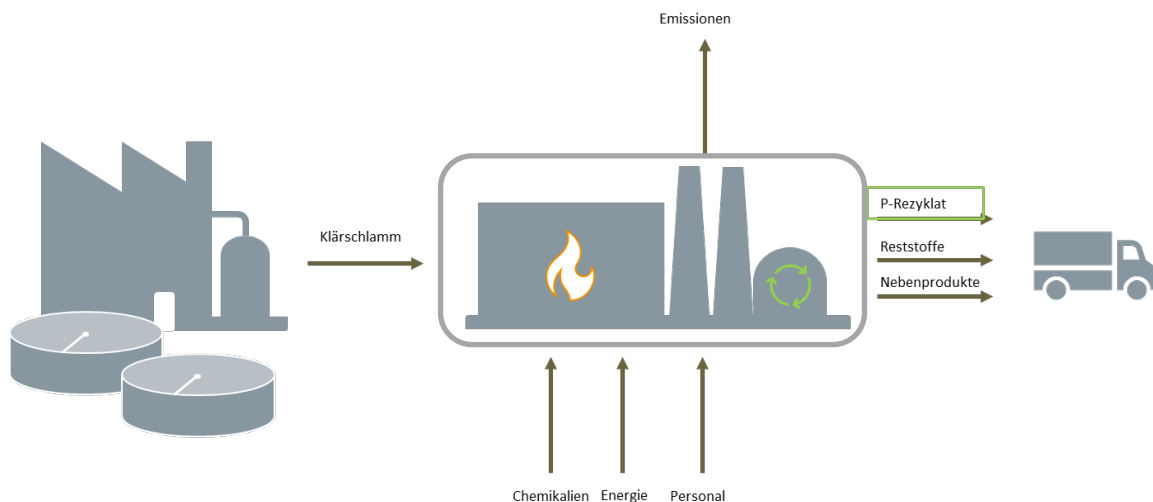 Emissionen
P-Rezyklat
Klärschlamm
Reststoffe
Nebenprodukte
Chemikalien Energie Personal